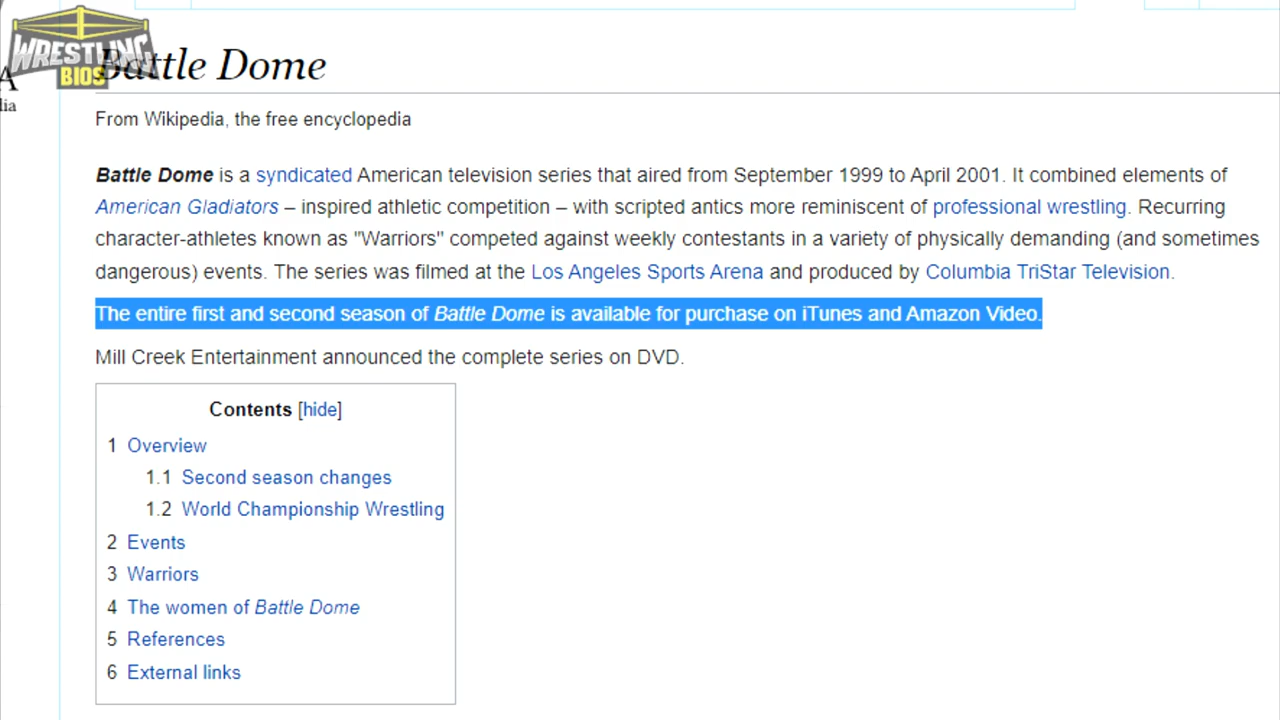 WRESTLING
BIOS
Battle Dome
A
dia
From Wikipedia, the free encyclopedia
Battle Dome is a syndicated American television series that aired from September 1999 to April 2001. It combined elements of
American Gladiators – inspired athletic competition – with scripted antics more reminiscent of professional wrestling. Recurring
character-athletes known as "Warriors" competed against weekly contestants in a variety of physically demanding (and sometimes
dangerous) events. The series was filmed at the Los Angeles Sports Arena and produced by Columbia TriStar Television.
The entire first and second season of Battle Dome is available for purchase on iTunes and Amazon Video.
Mill Creek Entertainment announced the complete series on DVD.
Contents [hide]
1 Overview
1.1 Second season changes
1.2 World Championship Wrestling
2 Events
3 Warriors
4 The women of Battle Dome
5 References
6 External links